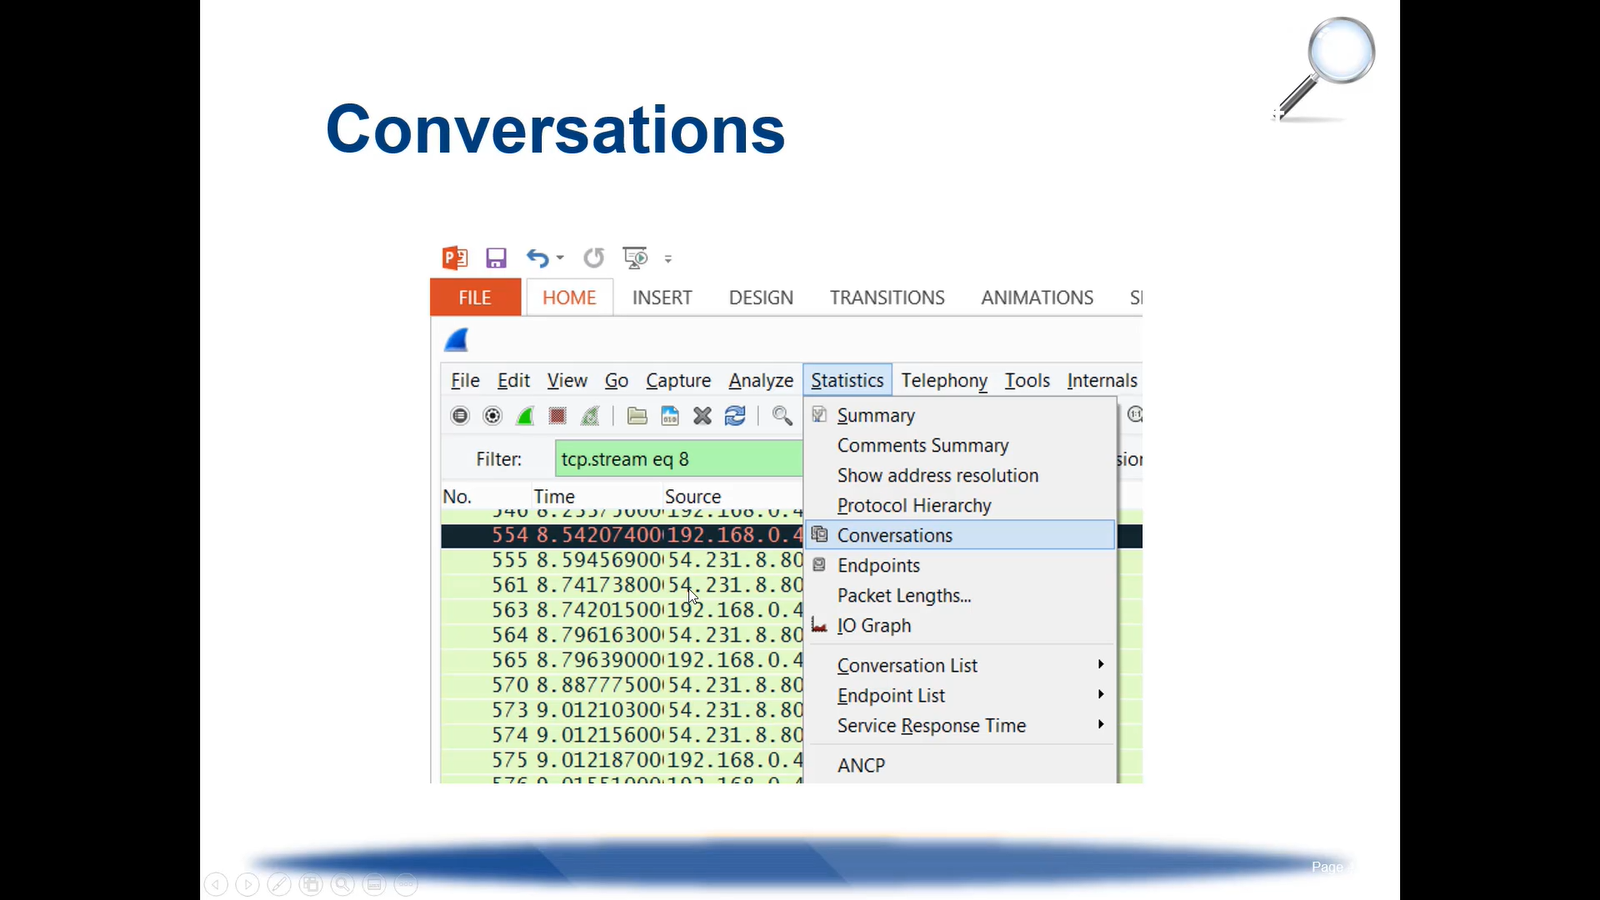 Conversations
FILE HOME INSERT DESIGN TRANSITIONS ANIMATIONS
File Edit View Go Capture Analyze Statistics Telephony Tools Internals
Summary
Comments Summary
Show address resolution
Protocol Hierarchy
Conversations
Endpoints
Packet Lengths...
IO Graph
Conversation List
Endpoint List
Service Response Time
ANCP
Filter: tcp.stream eq 8
No. Time Source
554 8.54207400 192.168.0.4
555 8.59456900 54.231.8.80
561 8.74173800 54.231.8.80
563 8.74201500 192.168.0.4
564 8.79616300 54.231.8.80
565 8.79639000 192.168.0.4
570 8.88777500 54.231.8.80
573 9.01210300 54.231.8.80
574 9.01215600 54.231.8.80
575 9.01218700 192.168.0.4
Page